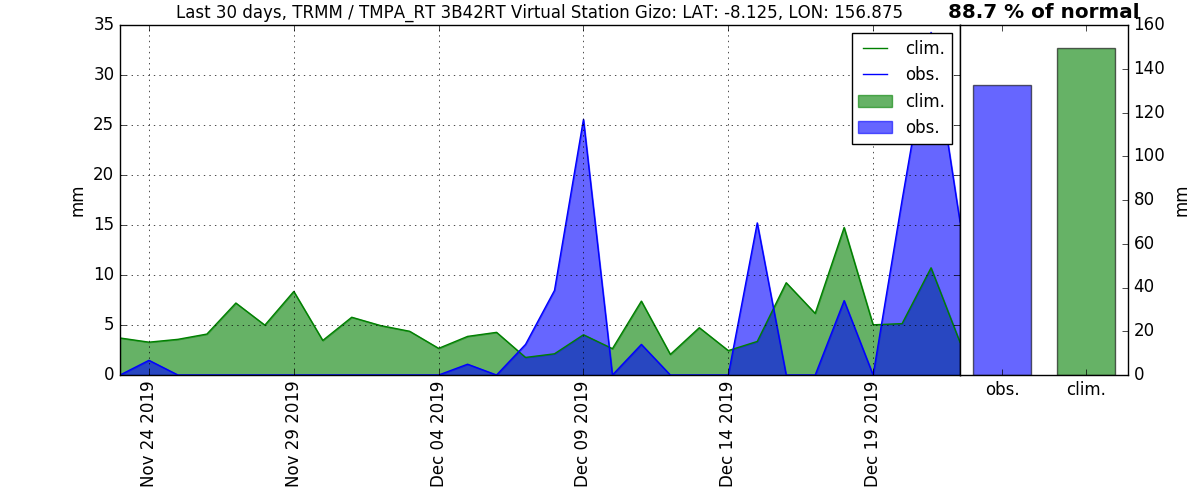 Last 30 days, TRMM / TMPA_RT 3B42RT Virtual Station Gizo: LAT: -8.125, LON: 156.875
88.7 % of normal
35
30
25
20
15
10
5
0
mm
clim.
obs.
clim.
obs.
Nov 24 2019
Nov 29 2019
Dec 04 2019
Dec 09 2019
Dec 14 2019
Dec 19 2019
160
140
120
100
80
60
40
20
0
mm
obs.
clim.